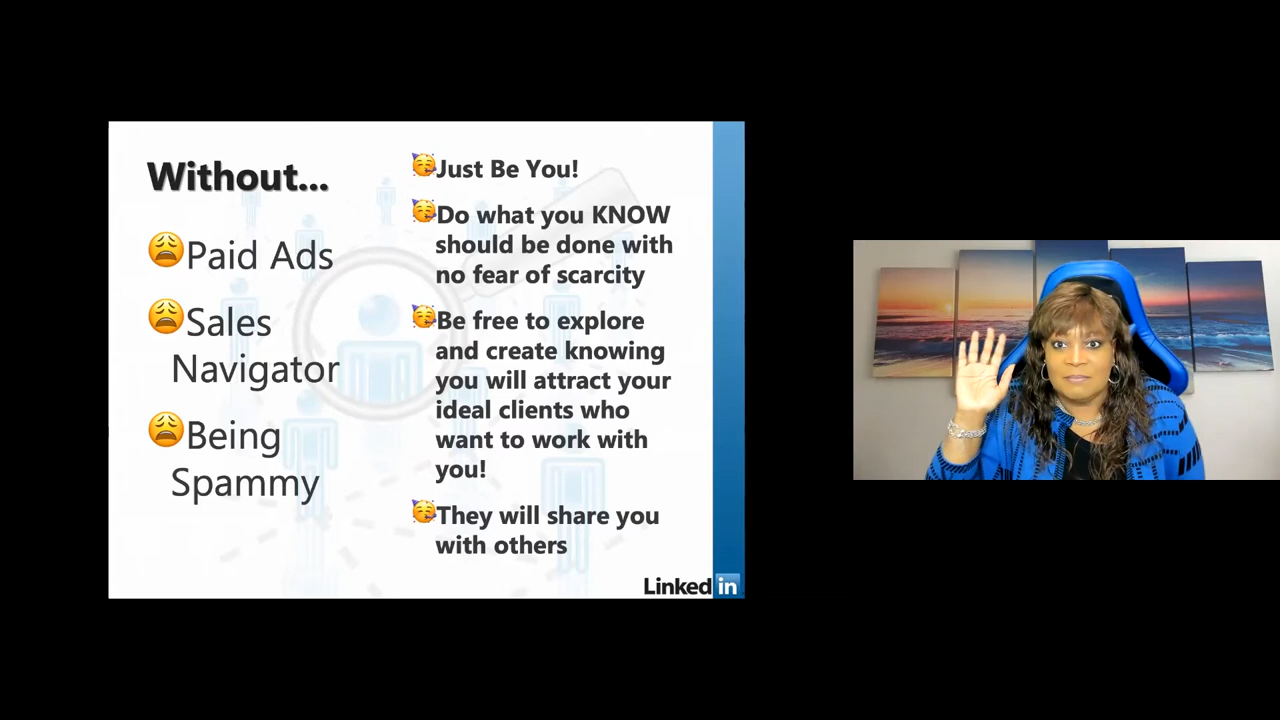 Without...
😩Paid Ads
😩Sales
Navigator
😩Being
Spammy
🥳Just Be You!
🥳Do what you KNOW
should be done with
no fear of scarcity
🥳Be free to explore
and create knowing
you will attract your
ideal clients who
want to work with
you!
🥳They will share you
with others
Linked in